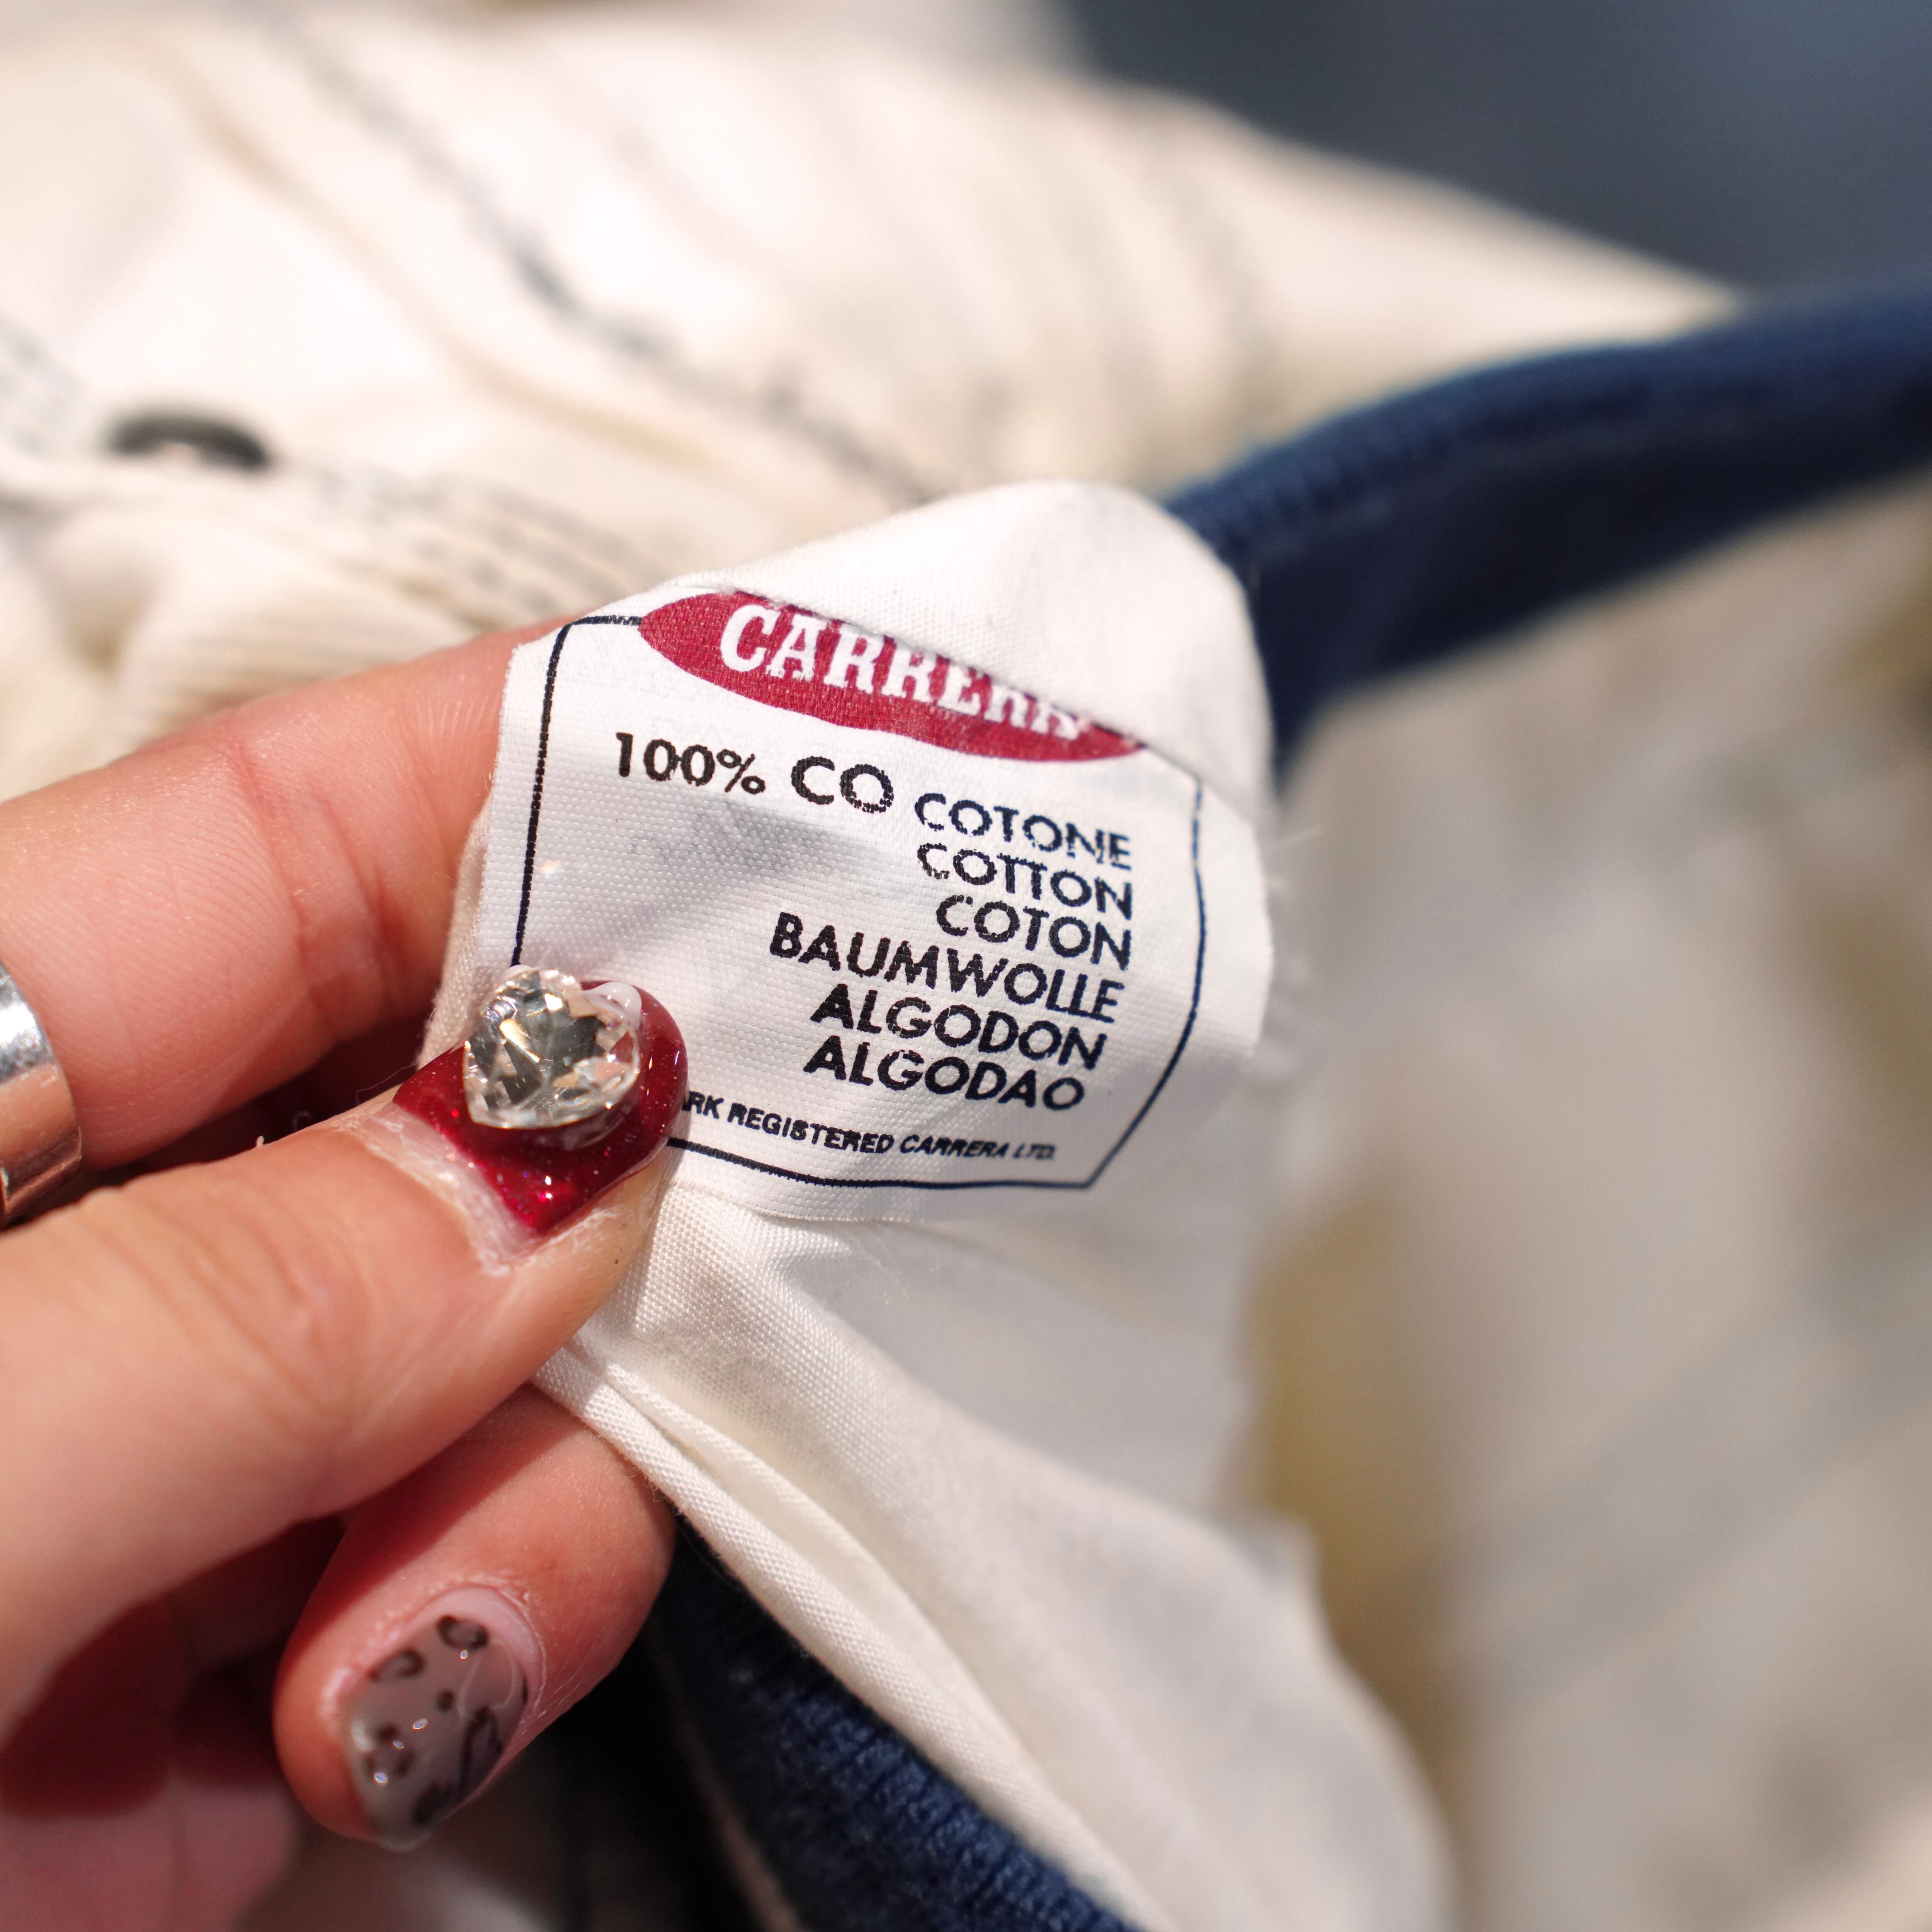 CARRERA
100% CO COTONE
COTTON
COTON
BAUMWOLLE
ALGODON
ALGODAO
REGISTERED CARRERA LTD.